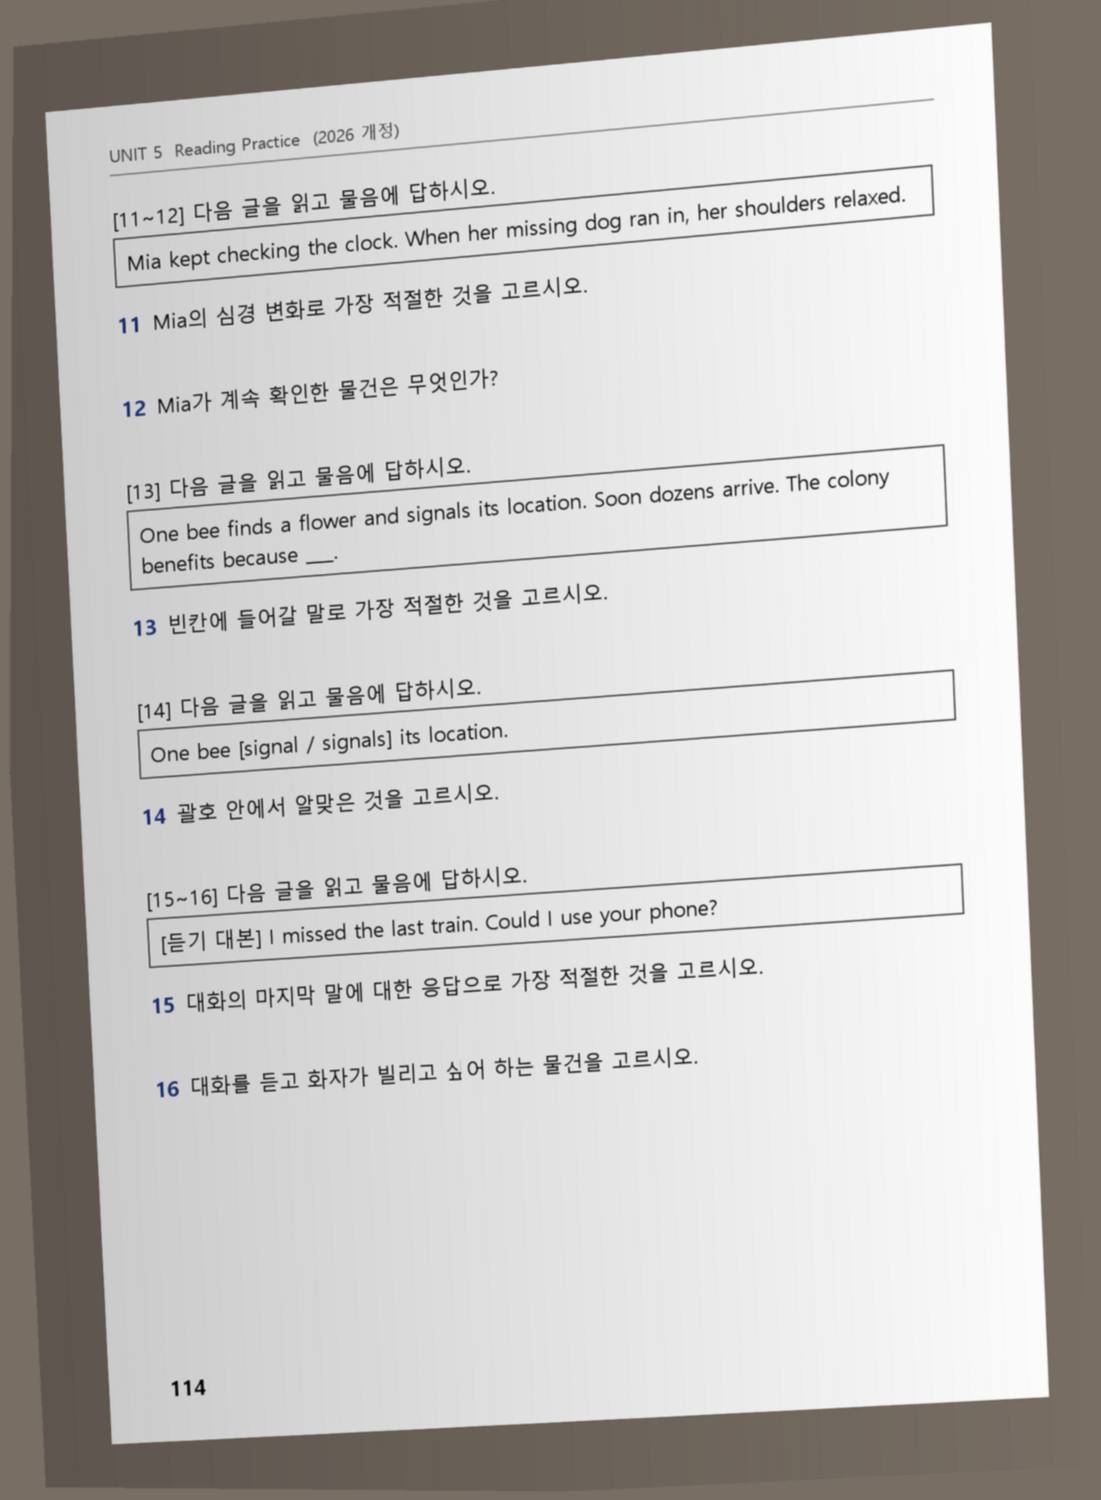 UNIT 5 Reading Practice (2026 개정)
[11~12] 다음 글을 읽고 물음에 답하시오.
Mia kept checking the clock. When her missing dog ran in, her shoulders relaxed.
11 Mia의 심경 변화로 가장 적절한 것을 고르시오.
12 Mia가 계속 확인한 물건은 무엇인가?
[13] 다음 글을 읽고 물음에 답하시오.
One bee finds a flower and signals its location. Soon dozens arrive. The colony
benefits because ___.
13 빈칸에 들어갈 말로 가장 적절한 것을 고르시오.
[14] 다음 글을 읽고 물음에 답하시오.
One bee [signal / signals] its location.
14 괄호 안에서 알맞은 것을 고르시오.
[15~16] 다음 글을 읽고 물음에 답하시오.
[듣기 대본] I missed the last train. Could I use your phone?
15 대화의 마지막 말에 대한 응답으로 가장 적절한 것을 고르시오.
16 대화를 듣고 화자가 빌리고 싶어 하는 물건을 고르시오.
114